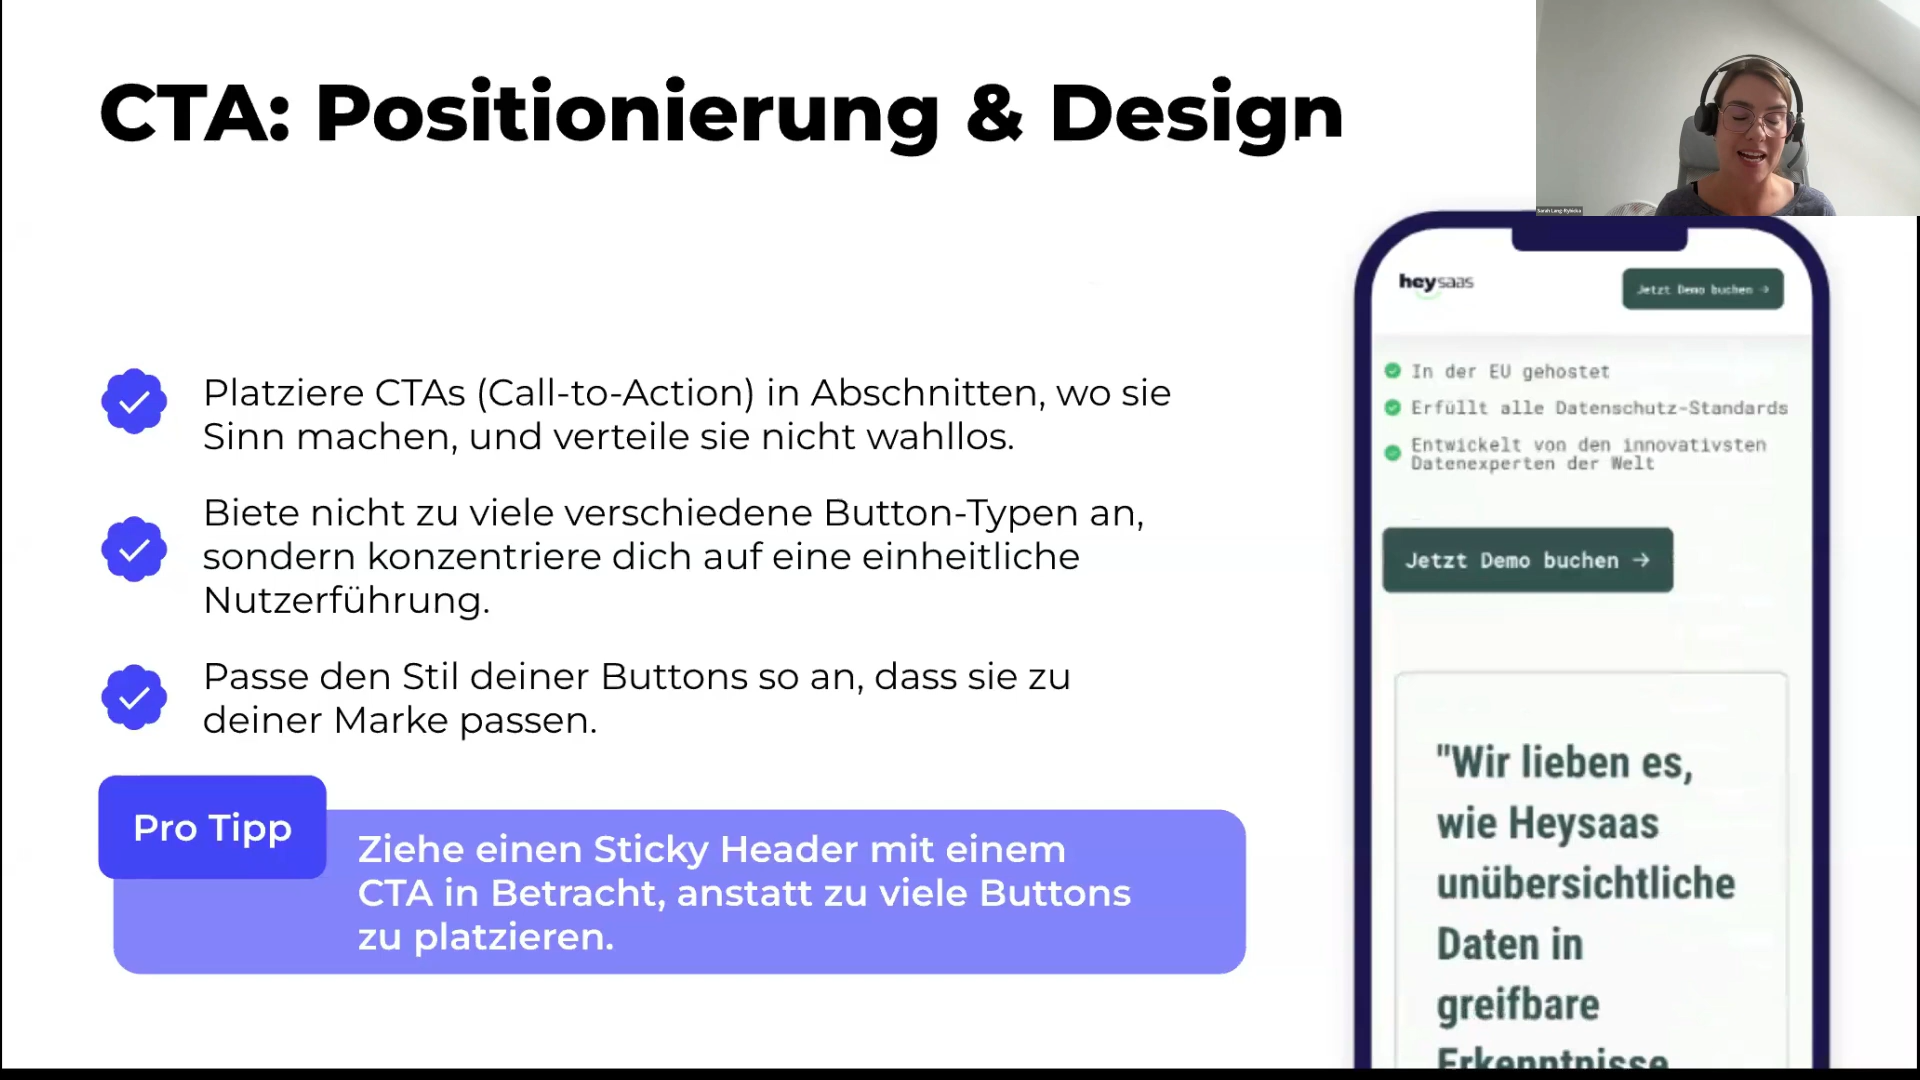 CTA: Positionierung & Design
Platziere CTAs (Call-to-Action) in Abschnitten, wo sie
Sinn machen, und verteile sie nicht wahllos.
Biete nicht zu viele verschiedene Button-Typen an,
sondern konzentriere dich auf eine einheitliche
Nutzerführung.
Passe den Stil deiner Buttons so an, dass sie zu
deiner Marke passen.
Pro Tipp
Ziehe einen Sticky Header mit einem
CTA in Betracht, anstatt zu viele Buttons
zu platzieren.
heysaas
Jetzt Demo buchen →
In der EU gehostet
Erfüllt alle Datenschutz-Standards
Entwickelt von den innovativsten
Datenexperten der Welt
Jetzt Demo buchen →
"Wir lieben es,
wie Heysaas
unübersichtliche
Daten in
greifbare
Erkenntnisse